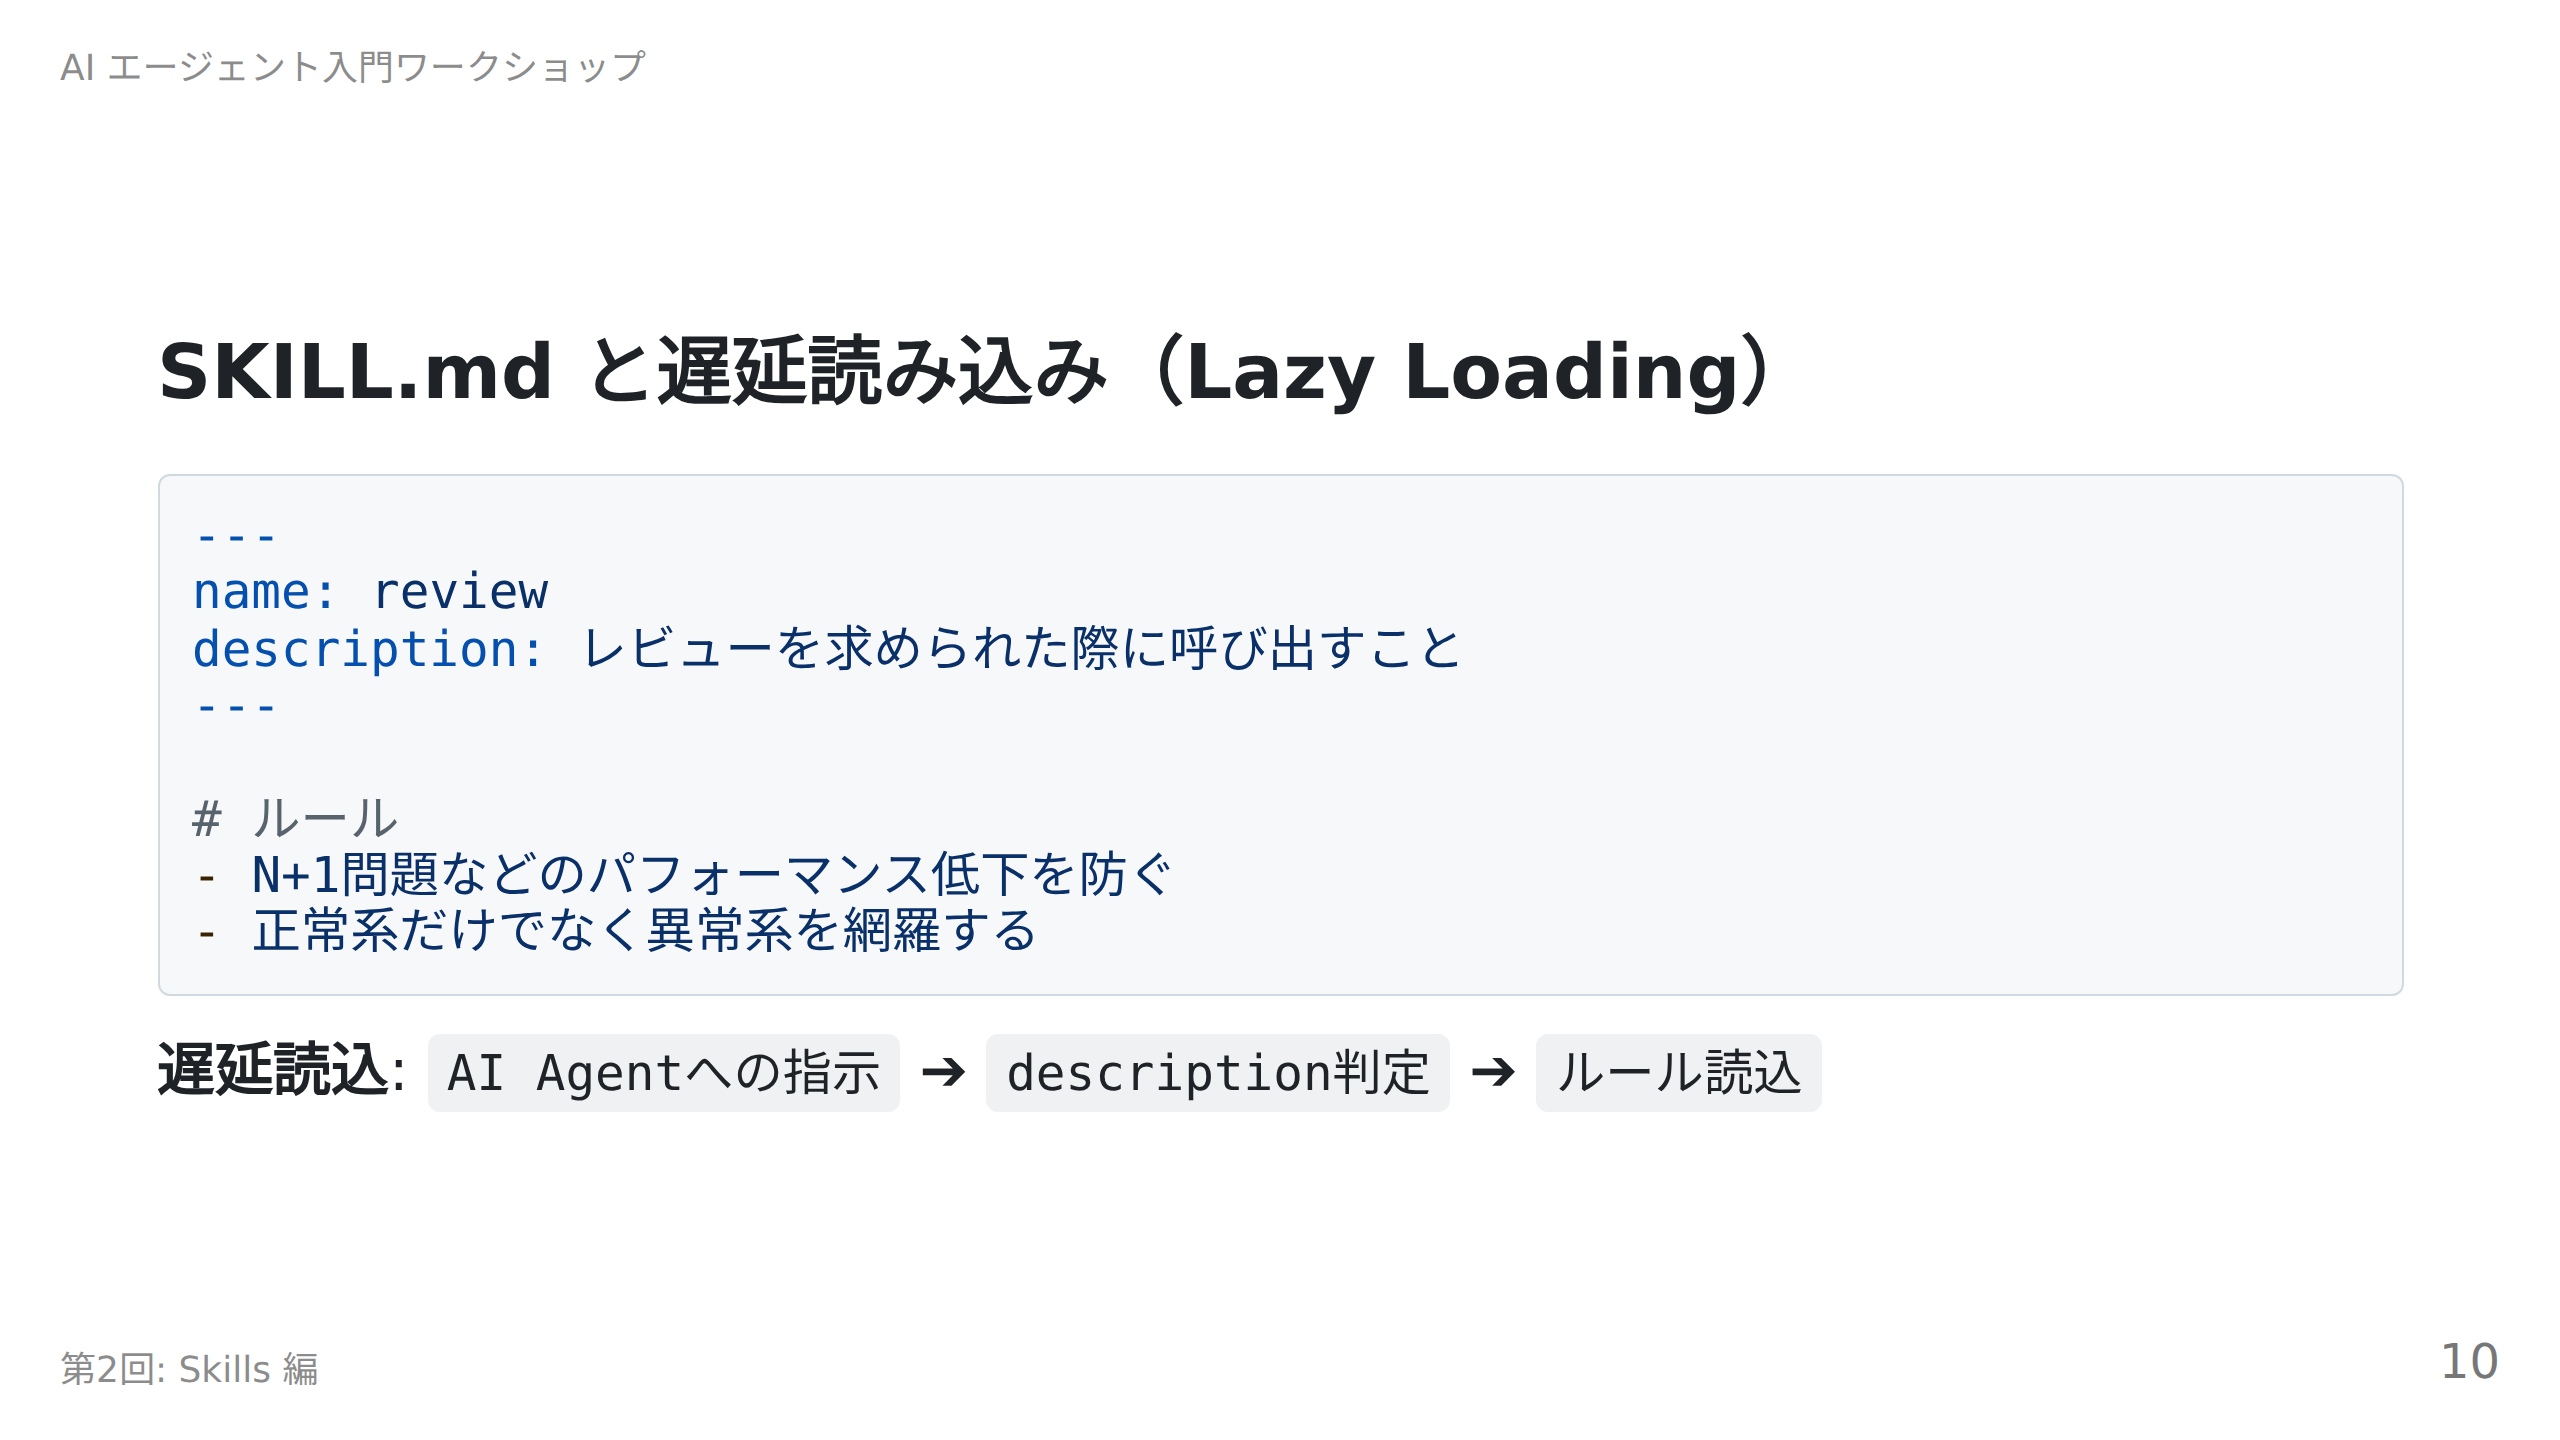 AI エージェント入門ワークショップ
SKILL.md と遅延読み込み（Lazy Loading）
---
name: review
description: レビューを求められた際に呼び出すこと
---
# ルール
- N+1問題などのパフォーマンス低下を防ぐ
- 正常系だけでなく異常系を網羅する
遅延読込: AI Agentへの指示 ➔ description判定 ➔ ルール読込
第2回: Skills 編
10